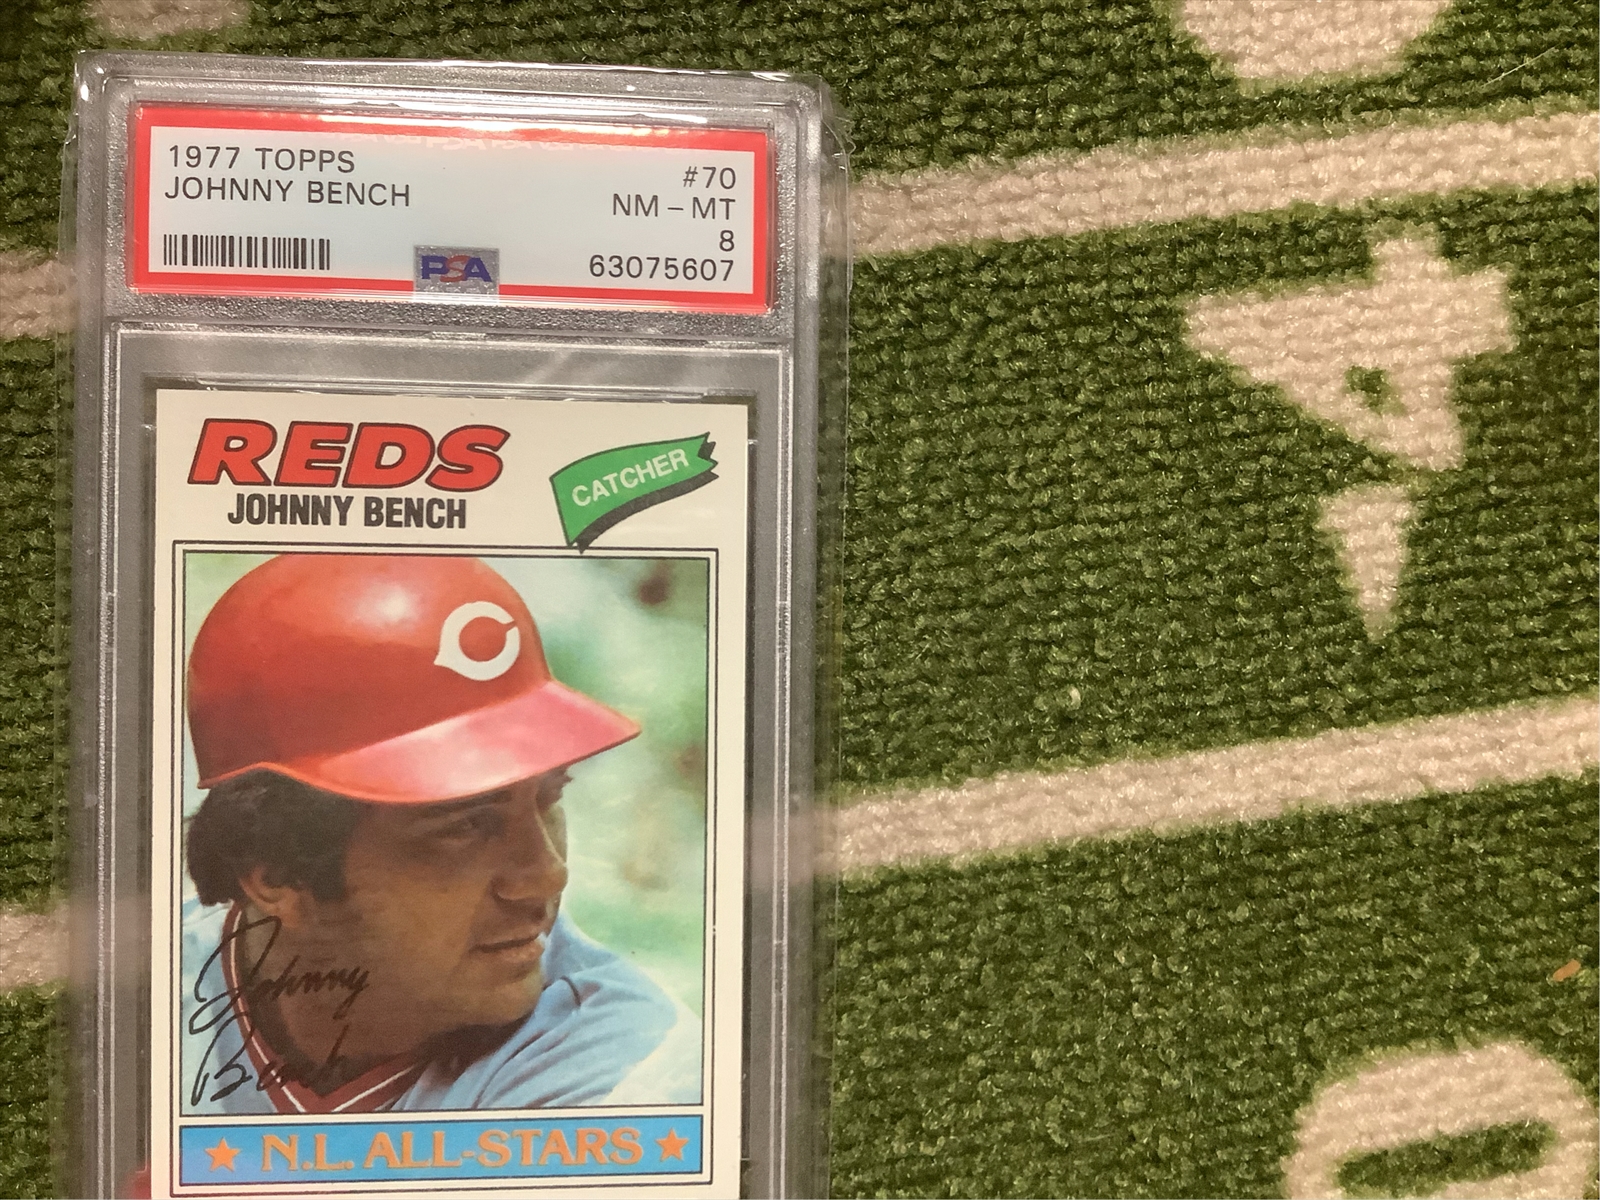 1977 TOPPS #70
JOHNNY BENCH NM - MT
8
PSA 63075607
REDS
JOHNNY BENCH
CATCHER
C
Johnny
Bench
★ N.L. ALL-STARS ★